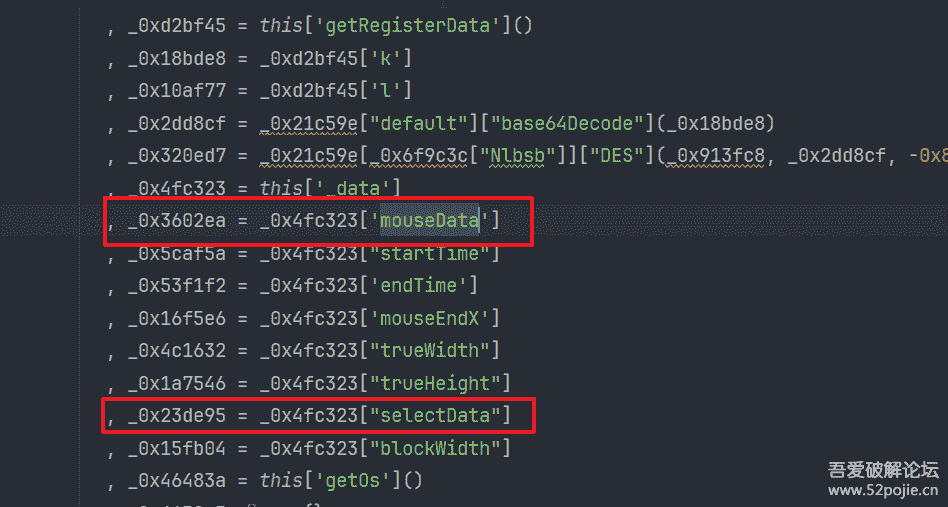 , _0xd2bf45 = this['getRegisterData']()
, _0x18bde8 = _0xd2bf45['k']
, _0x10af77 = _0xd2bf45['l']
, _0x2dd8cf = _0x21c59e["default"]["base64Decode"](_0x18bde8)
, _0x320ed7 = _0x21c59e[_0x6f9c3c["Nlbsb"]]["DES"](_0x913fc8, _0x2dd8cf, -0x8
, _0x4fc323 = this['_data']
, _0x3602ea = _0x4fc323['mouseData']
, _0x5caf5a = _0x4fc323["startTime"]
, _0x53f1f2 = _0x4fc323['endTime']
, _0x16f5e6 = _0x4fc323['mouseEndX']
, _0x4c1632 = _0x4fc323["trueWidth"]
, _0x1a7546 = _0x4fc323["trueHeight"]
, _0x23de95 = _0x4fc323["selectData"]
, _0x15fb04 = _0x4fc323["blockWidth"]
, _0x46483a = this['getOs']()
吾爱破解论坛
www.52pojie.cn